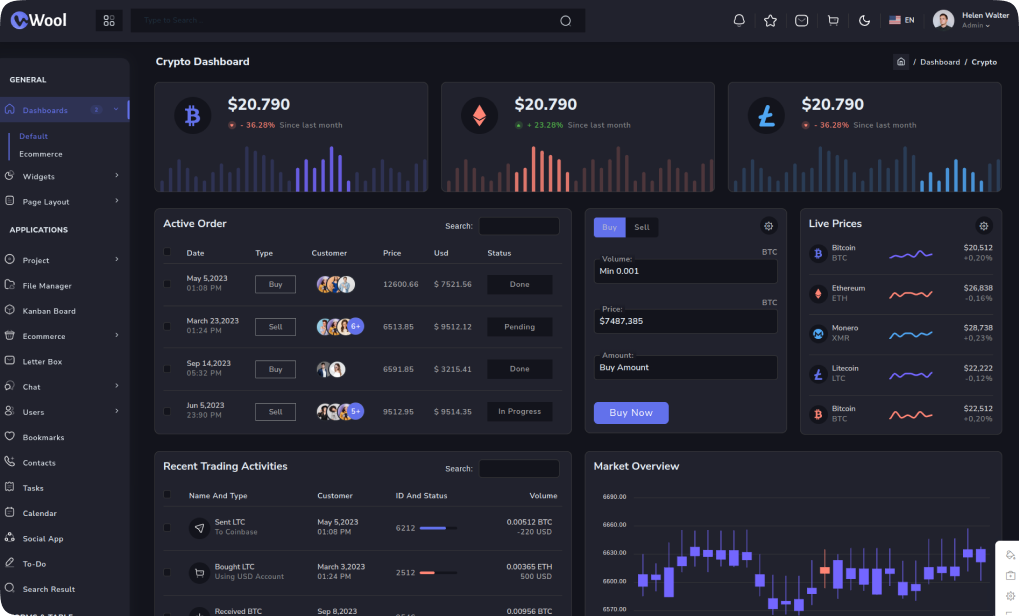 Wool
Type to Search
EN
Helen Walter
Admin
GENERAL
Dashboards 2
Default
Ecommerce
Widgets
Page Layout
APPLICATIONS
Project
File Manager
Kanban Board
Ecommerce
Letter Box
Chat
Users
Bookmarks
Contacts
Tasks
Calendar
Social App
To-Do
Search Result
Crypto Dashboard
/ Dashboard / Crypto
$20.790
- 36.28% Since last month
$20.790
+ 23.28% Since last month
$20.790
- 36.28% Since last month
Active Order
Search:
Date Type Customer Price Usd Status
May 5,2023
01:08 PM
Buy 12600.66 $ 7521.56 Done
March 23,2023
01:24 PM
Sell 6+ 6513.85 $ 9512.12 Pending
Sep 14,2023
05:32 PM
Buy 6591.85 $ 3215.41 Done
Jun 5,2023
23:90 PM
Sell 5+ 9512.95 $ 9514.35 In Progress
Buy Sell
BTC
Volume:
Min 0.001
BTC
Price:
$7487,385
Amount:
Buy Amount
Buy Now
Live Prices
Bitcoin $20,512
BTC +0,20%
Ethereum $26,838
ETH -0,16%
Monero $28,738
XMR +0,23%
Litecoin $22,222
LTC -0,12%
Bitcoin $22,512
BTC +0,20%
Recent Trading Activities
Search:
Name And Type Customer ID And Status Volume
Sent LTC May 5,2023 0.00512 BTC
To Coinbase 01:08 PM 6212 -220 USD
Bought LTC March 3,2023 0.00365 ETH
Using USD Account 01:24 PM 2512 500 USD
Received BTC Sep 8,2023 0.00956 BTC
Market Overview
6690.00
6660.00
6630.00
6600.00
6570.00